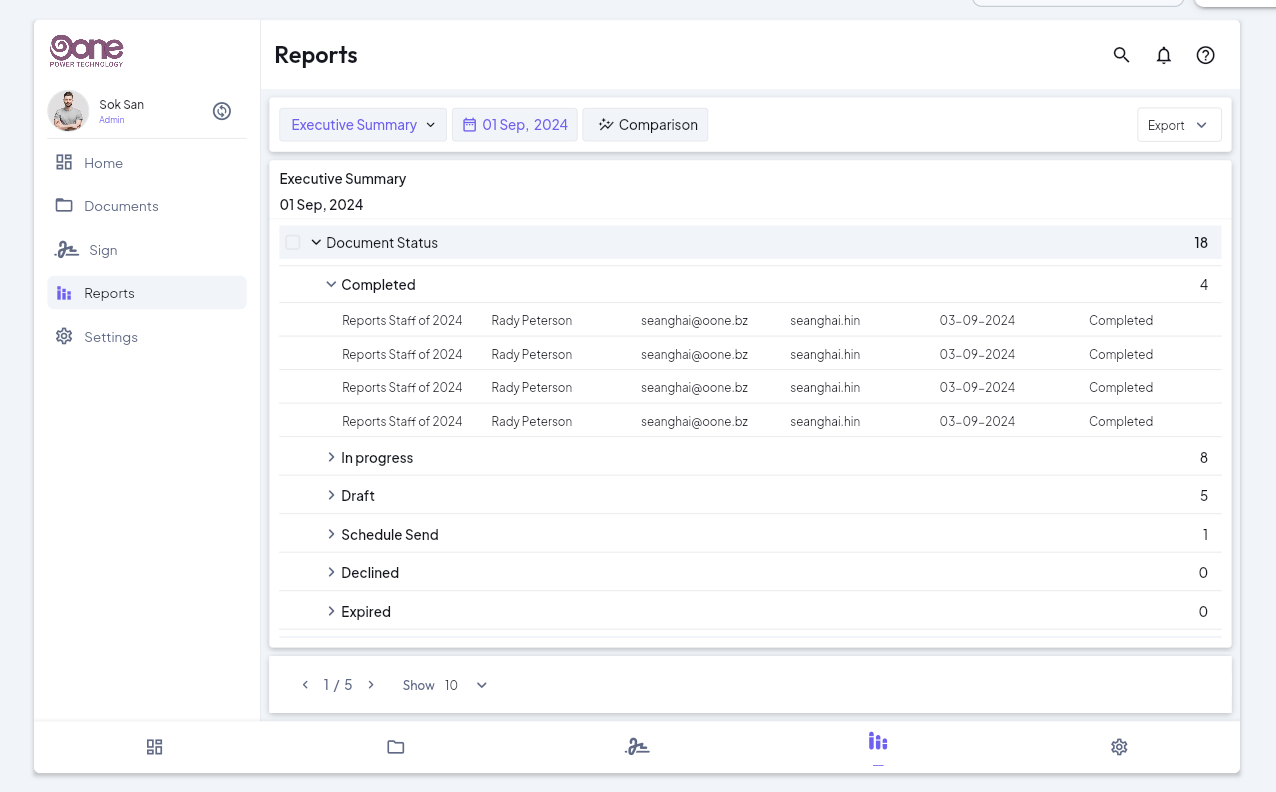 Oone
POWER TECHNOLOGY
Reports
Sok San
Admin
Home
Documents
Sign
Reports
Settings
Executive Summary
01 Sep, 2024
Comparison
Export
Executive Summary
01 Sep, 2024
Document Status 18
Completed 4
Reports Staff of 2024 Rady Peterson seanghai@oone.bz seanghai.hin 03-09-2024 Completed
Reports Staff of 2024 Rady Peterson seanghai@oone.bz seanghai.hin 03-09-2024 Completed
Reports Staff of 2024 Rady Peterson seanghai@oone.bz seanghai.hin 03-09-2024 Completed
Reports Staff of 2024 Rady Peterson seanghai@oone.bz seanghai.hin 03-09-2024 Completed
In progress 8
Draft 5
Schedule Send 1
Declined 0
Expired 0
1 / 5 Show 10